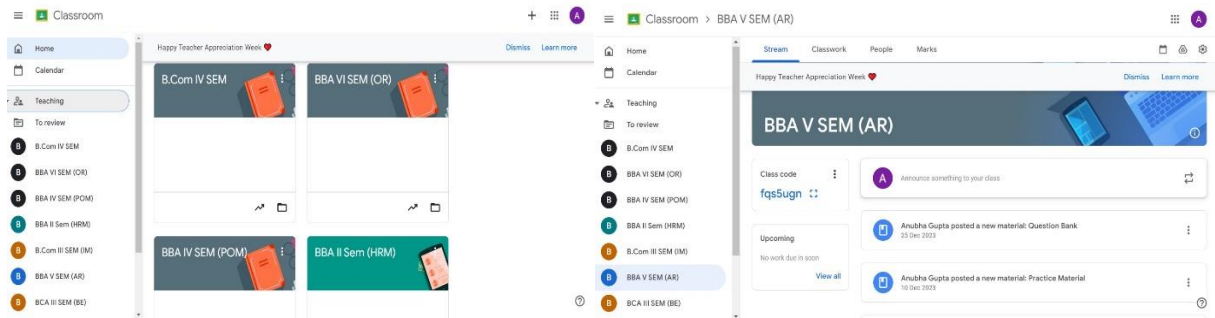 Classroom
A
Home
Calendar
Teaching
To review
B B.Com IV SEM
B BBA VI SEM (OR)
B BBA IV SEM (POM)
B BBA II Sem (HRM)
B B.Com III SEM (IM)
B BBA V SEM (AR)
B BCA III SEM (BE)
Happy Teacher Appreciation Week ❤ Dismiss Learn more
B.Com IV SEM
BBA VI SEM (OR)
BBA IV SEM (POM)
BBA II Sem (HRM)
Classroom > BBA V SEM (AR)
A
Home
Calendar
Teaching
To review
B B.Com IV SEM
B BBA VI SEM (OR)
B BBA IV SEM (POM)
B BBA II Sem (HRM)
B B.Com III SEM (IM)
B BBA V SEM (AR)
B BCA III SEM (BE)
Stream Classwork People Marks
Happy Teacher Appreciation Week ❤ Dismiss Learn more
BBA V SEM (AR)
Class code
fqs5ugn
Upcoming
No work due in soon
View all
A Announce something to your class
Anubha Gupta posted a new material: Question Bank
25 Dec 2023
Anubha Gupta posted a new material: Practice Material
10 Dec 2023